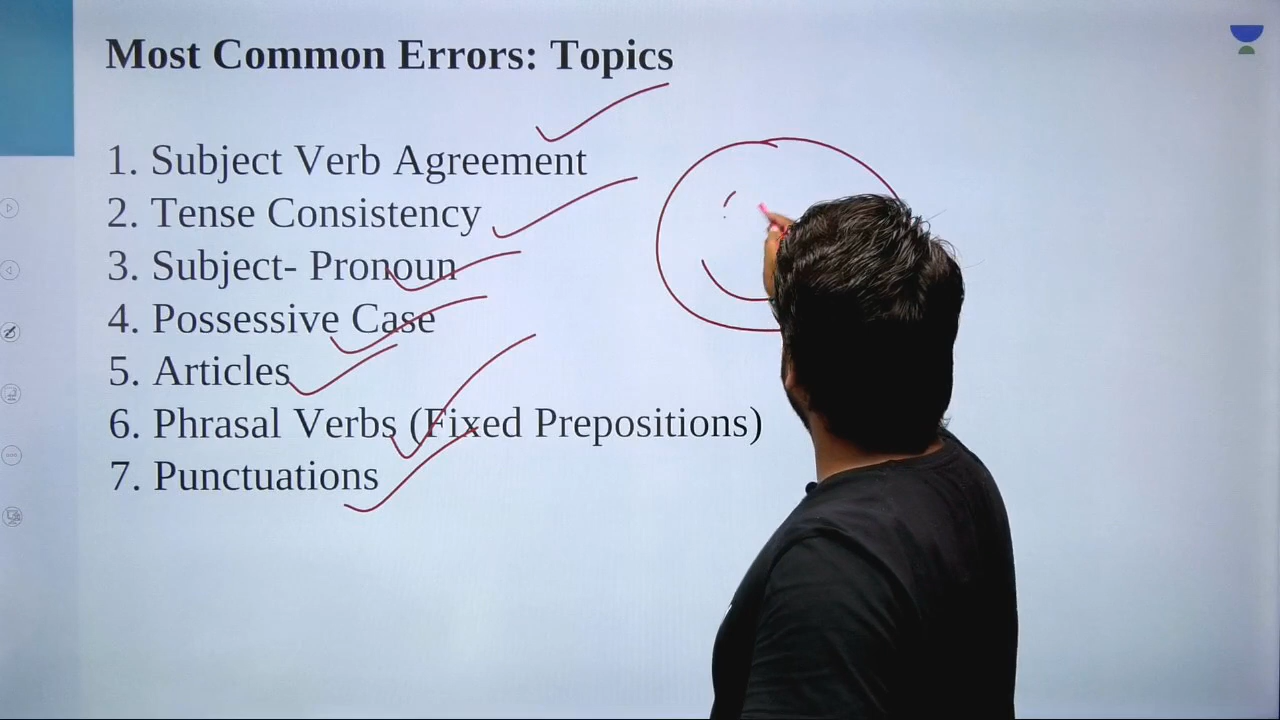 Most Common Errors: Topics
1. Subject Verb Agreement
2. Tense Consistency
3. Subject- Pronoun
4. Possessive Case
5. Articles
6. Phrasal Verbs (Fixed Prepositions)
7. Punctuations